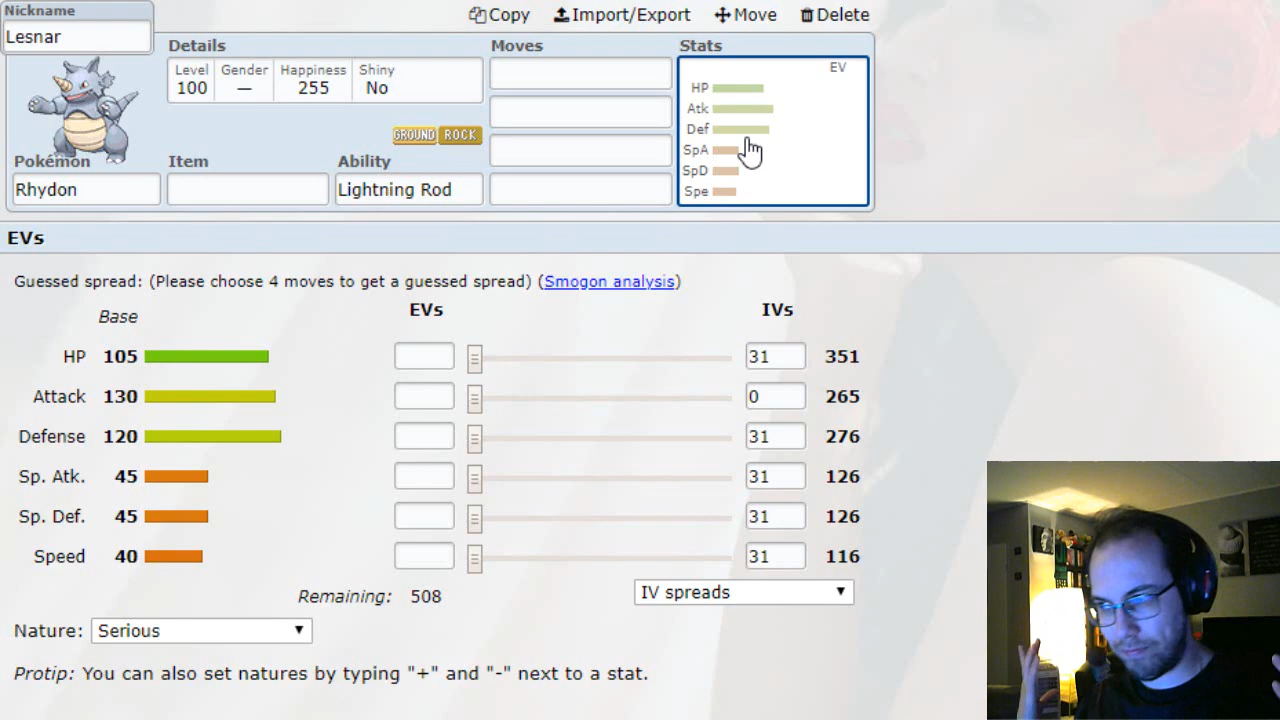 Nickname
Lesnar
Copy Import/Export Move Delete
Details
Moves
Stats
Level Gender Happiness Shiny
100 — 255 No
EV
HP
Atk
Def
SpA
SpD
Spe
GROUND ROCK
Pokémon Item Ability
Rhydon
Lightning Rod
EVs
Guessed spread: (Please choose 4 moves to get a guessed spread) (Smogon analysis)
Base EVs IVs
HP 105 31 351
Attack 130 0 265
Defense 120 31 276
Sp. Atk. 45 31 126
Sp. Def. 45 31 126
Speed 40 31 116
Remaining: 508 IV spreads
Nature: Serious
Protip: You can also set natures by typing "+" and "-" next to a stat.